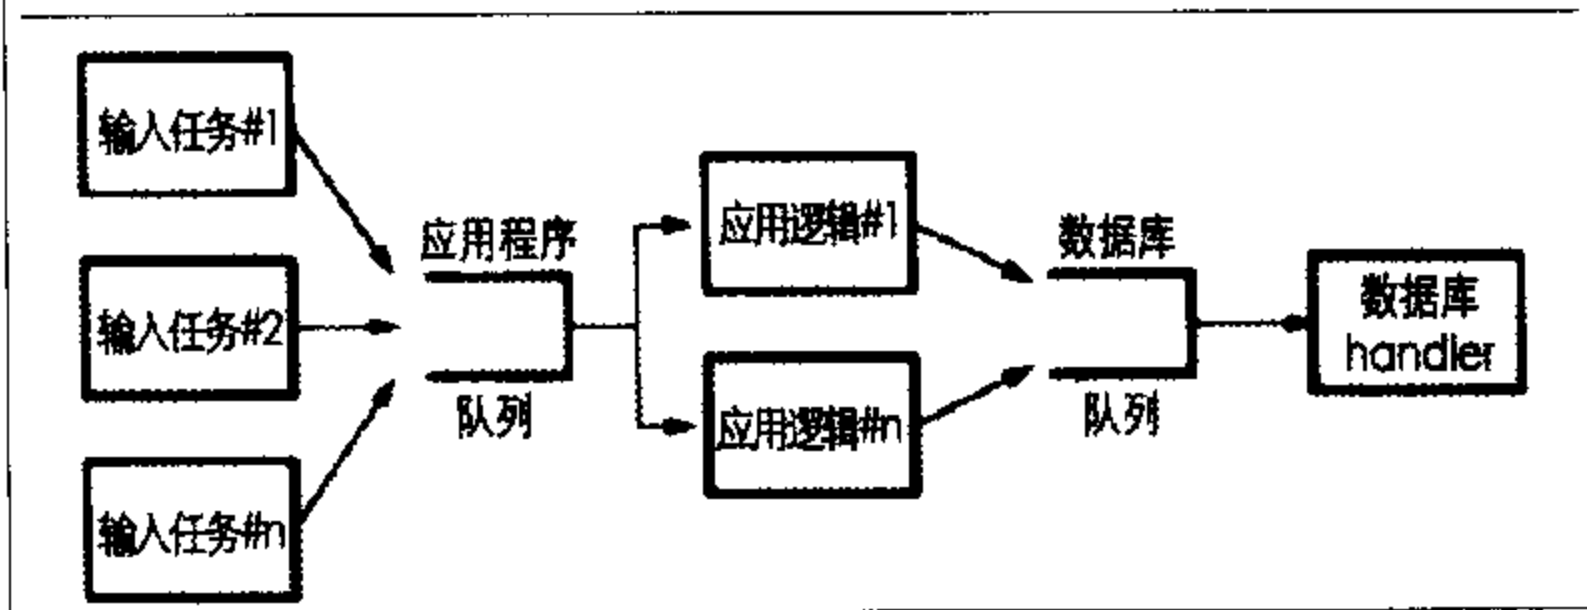 输入任务#1
输入任务#2
输入任务#n
应用程序
队列
应用逻辑#1
应用逻辑#n
数据库
队列
数据库
handler